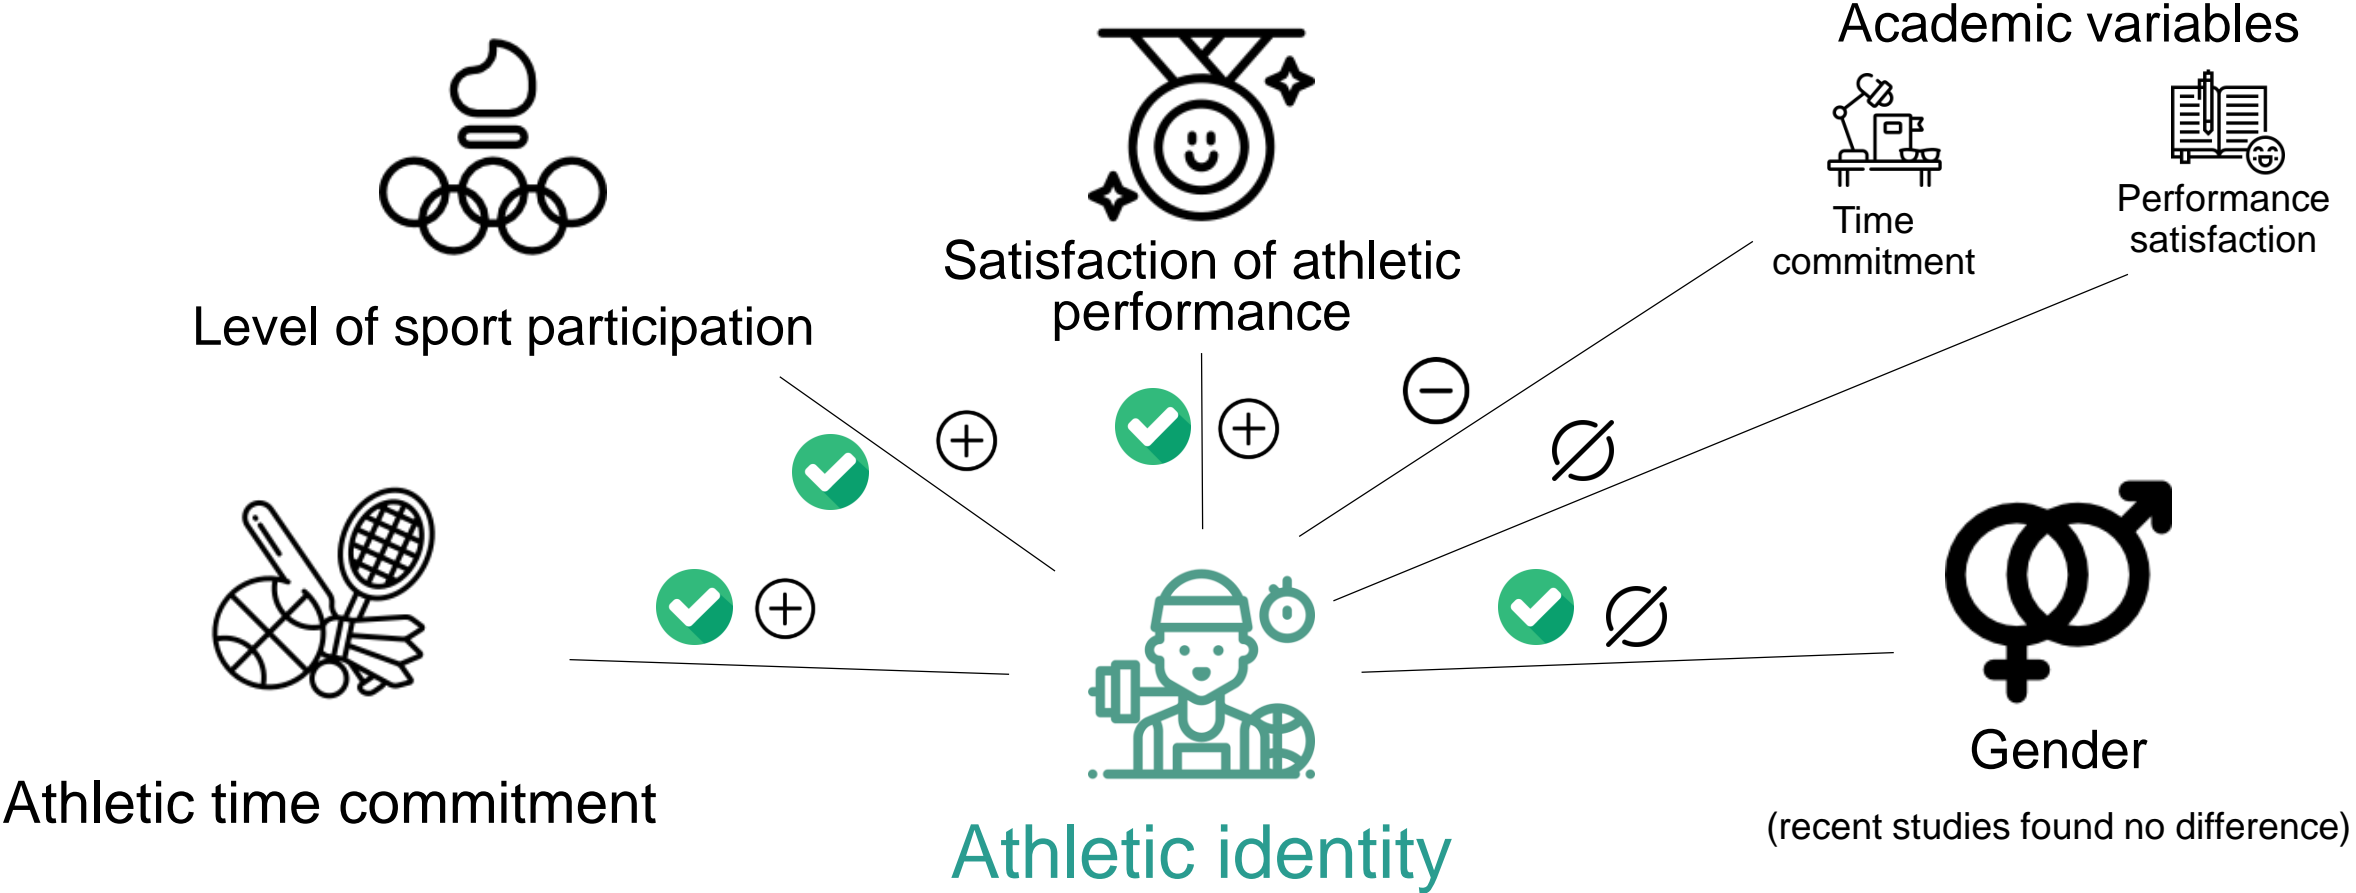 Academic variables
Time
commitment
Performance
satisfaction
Satisfaction of athletic
performance
Level of sport participation
Athletic time commitment
Gender
(recent studies found no difference)
Athletic identity